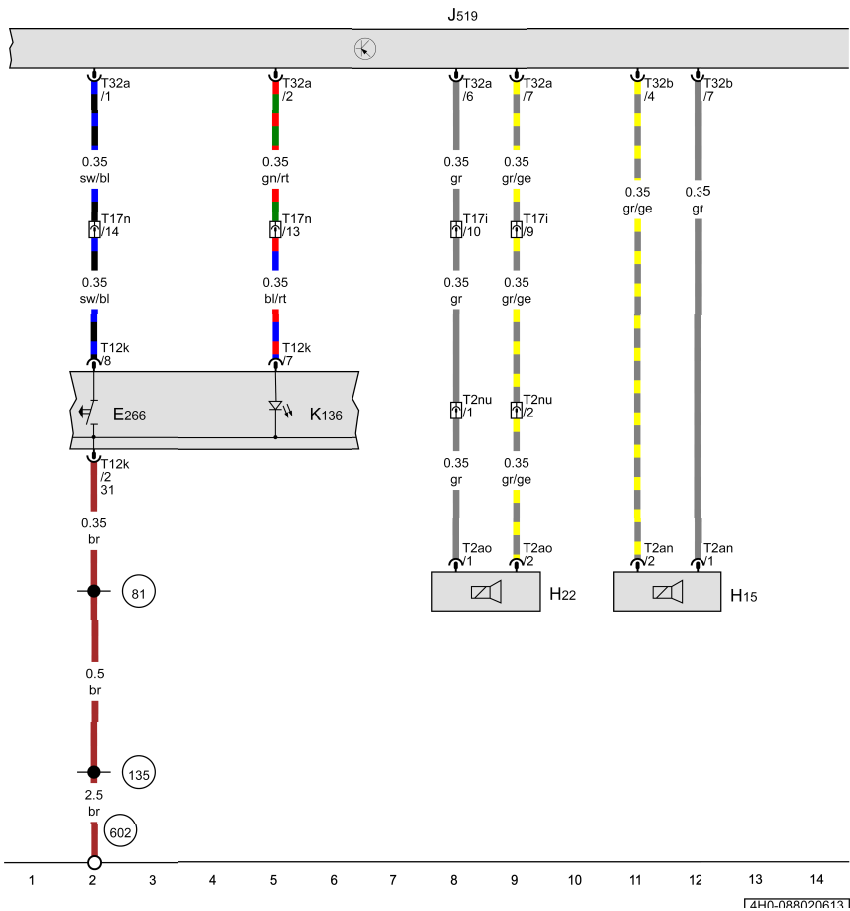 J519
T32a T32a T32a T32a T32b T32b
/1 /2 /6 /7 /4 /7
0.35 0.35 0.35 0.35
sw/bl gn/rt gr gr/ge
0.35 0.35
gr/ge gr
T17n T17n T17i T17i
/14 /13 /10 /9
0.35 0.35 0.35 0.35
sw/bl bl/rt gr gr/ge
T12k T12k
/8 /7
E266 K136
T2nu T2nu
/1 /2
T12k
/2
31
0.35 0.35
gr gr/ge
0.35
br
T2ao T2ao T2an T2an
/1 /2 /2 /1
81
H22 H15
0.5
br
135
2.5
br
602
1 2 3 4 5 6 7 8 9 10 11 12 13 14
4H0-088020613